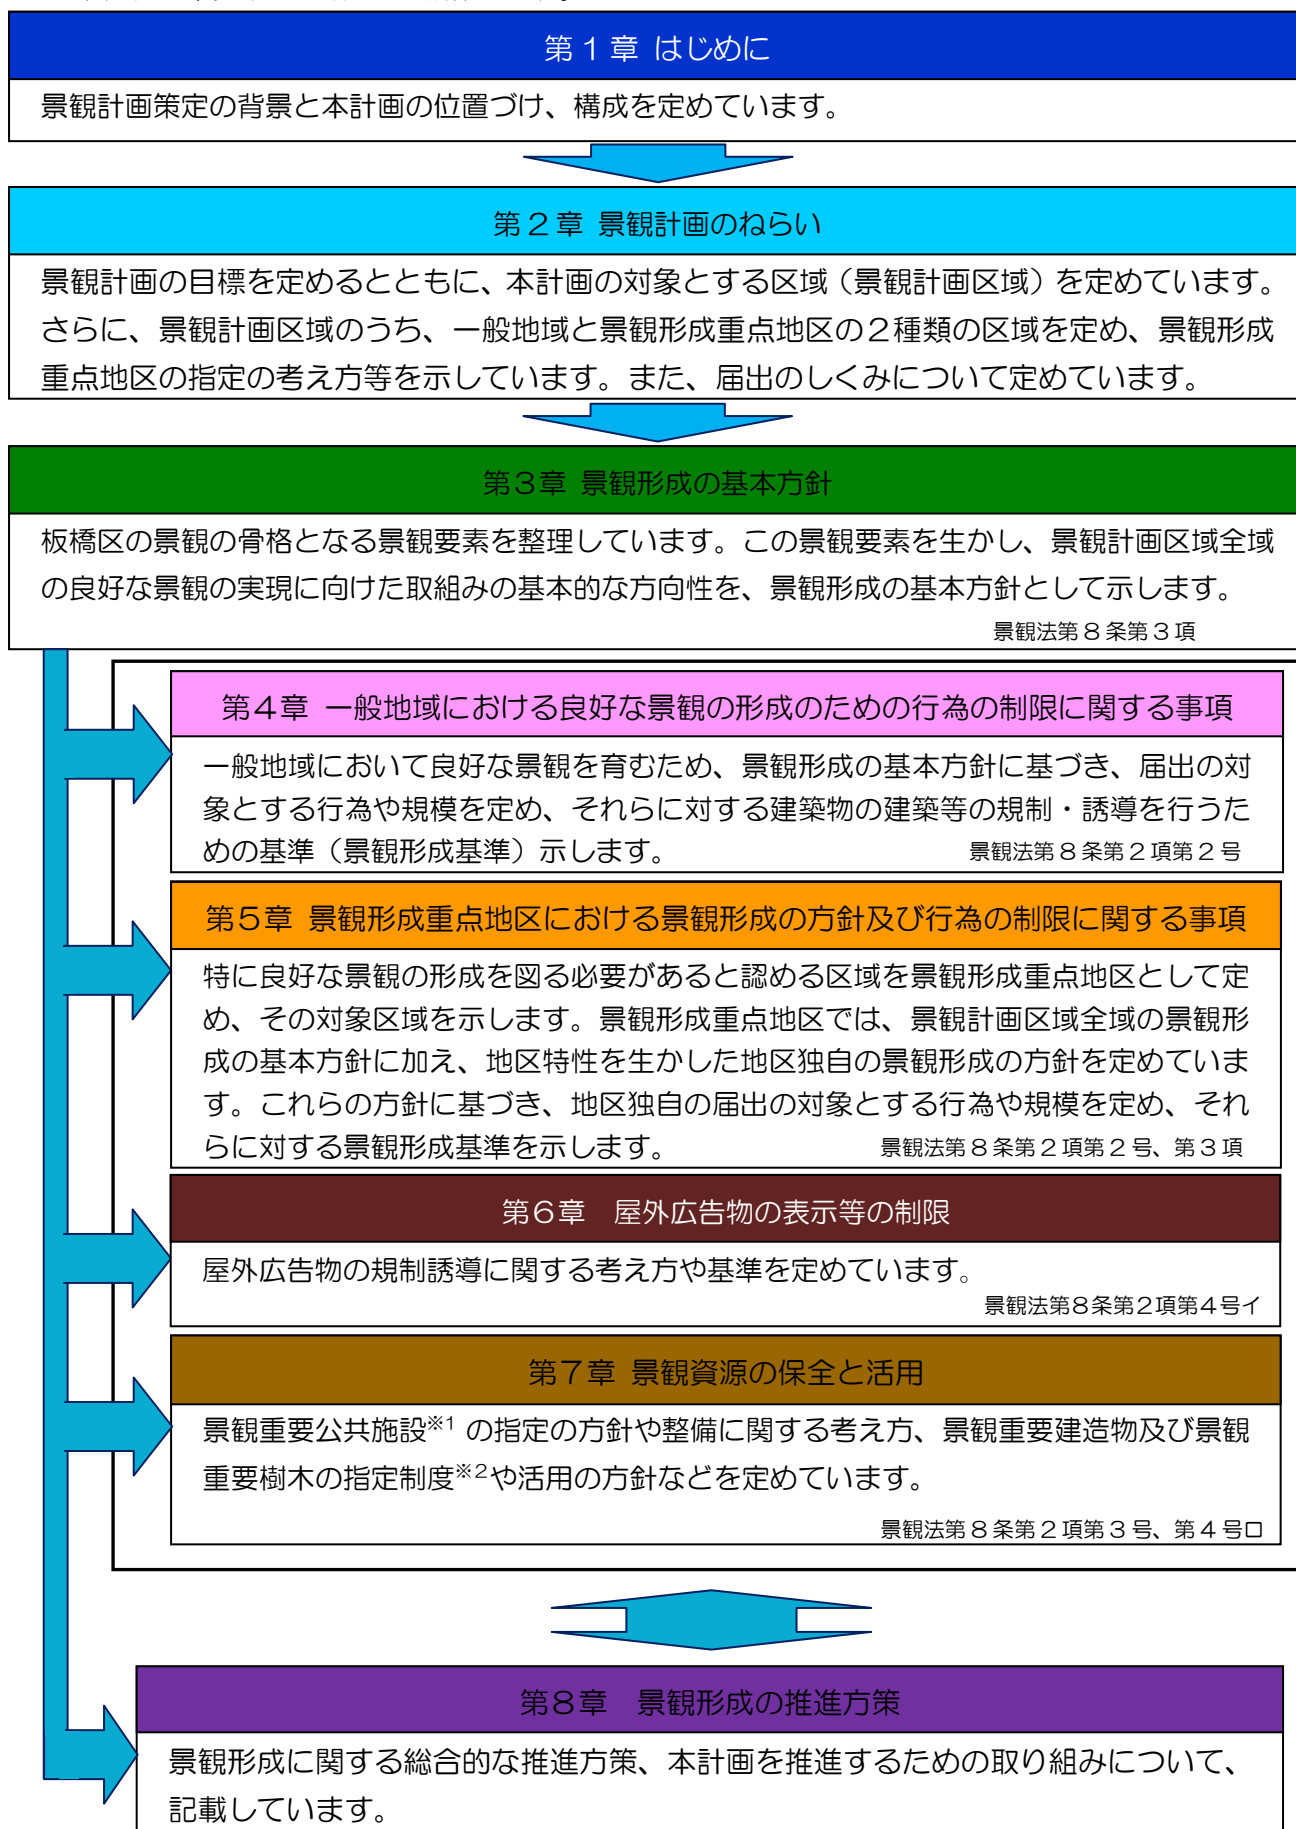 第１章 はじめに
景観計画策定の背景と本計画の位置づけ、構成を定めています。
第２章 景観計画のねらい
景観計画の目標を定めるとともに、本計画の対象とする区域（景観計画区域）を定めています。
さらに、景観計画区域のうち、一般地域と景観形成重点地区の２種類の区域を定め、景観形成
重点地区の指定の考え方等を示しています。また、届出のしくみについて定めています。
第３章 景観形成の基本方針
板橋区の景観の骨格となる景観要素を整理しています。この景観要素を生かし、景観計画区域全域
の良好な景観の実現に向けた取組みの基本的な方向性を、景観形成の基本方針として示します。
景観法第８条第３項
第４章 一般地域における良好な景観の形成のための行為の制限に関する事項
一般地域において良好な景観を育むため、景観形成の基本方針に基づき、届出の対
象とする行為や規模を定め、それらに対する建築物の建築等の規制・誘導を行うた
めの基準（景観形成基準）示します。
景観法第８条第２項第２号
第５章 景観形成重点地区における景観形成の方針及び行為の制限に関する事項
特に良好な景観の形成を図る必要があると認める区域を景観形成重点地区として定
め、その対象区域を示します。景観形成重点地区では、景観計画区域全域の景観形
成の基本方針に加え、地区特性を生かした地区独自の景観形成の方針を定めていま
す。これらの方針に基づき、地区独自の届出の対象とする行為や規模を定め、それ
らに対する景観形成基準を示します。
景観法第８条第２項第２号、第３項
第６章　屋外広告物の表示等の制限
屋外広告物の規制誘導に関する考え方や基準を定めています。
景観法第８条第２項第４号イ
第７章 景観資源の保全と活用
景観重要公共施設※1 の指定の方針や整備に関する考え方、景観重要建造物及び景観
重要樹木の指定制度※2や活用の方針などを定めています。
景観法第８条第２項第３号、第４号ロ
第８章　景観形成の推進方策
景観形成に関する総合的な推進方策、本計画を推進するための取り組みについて、
記載しています。